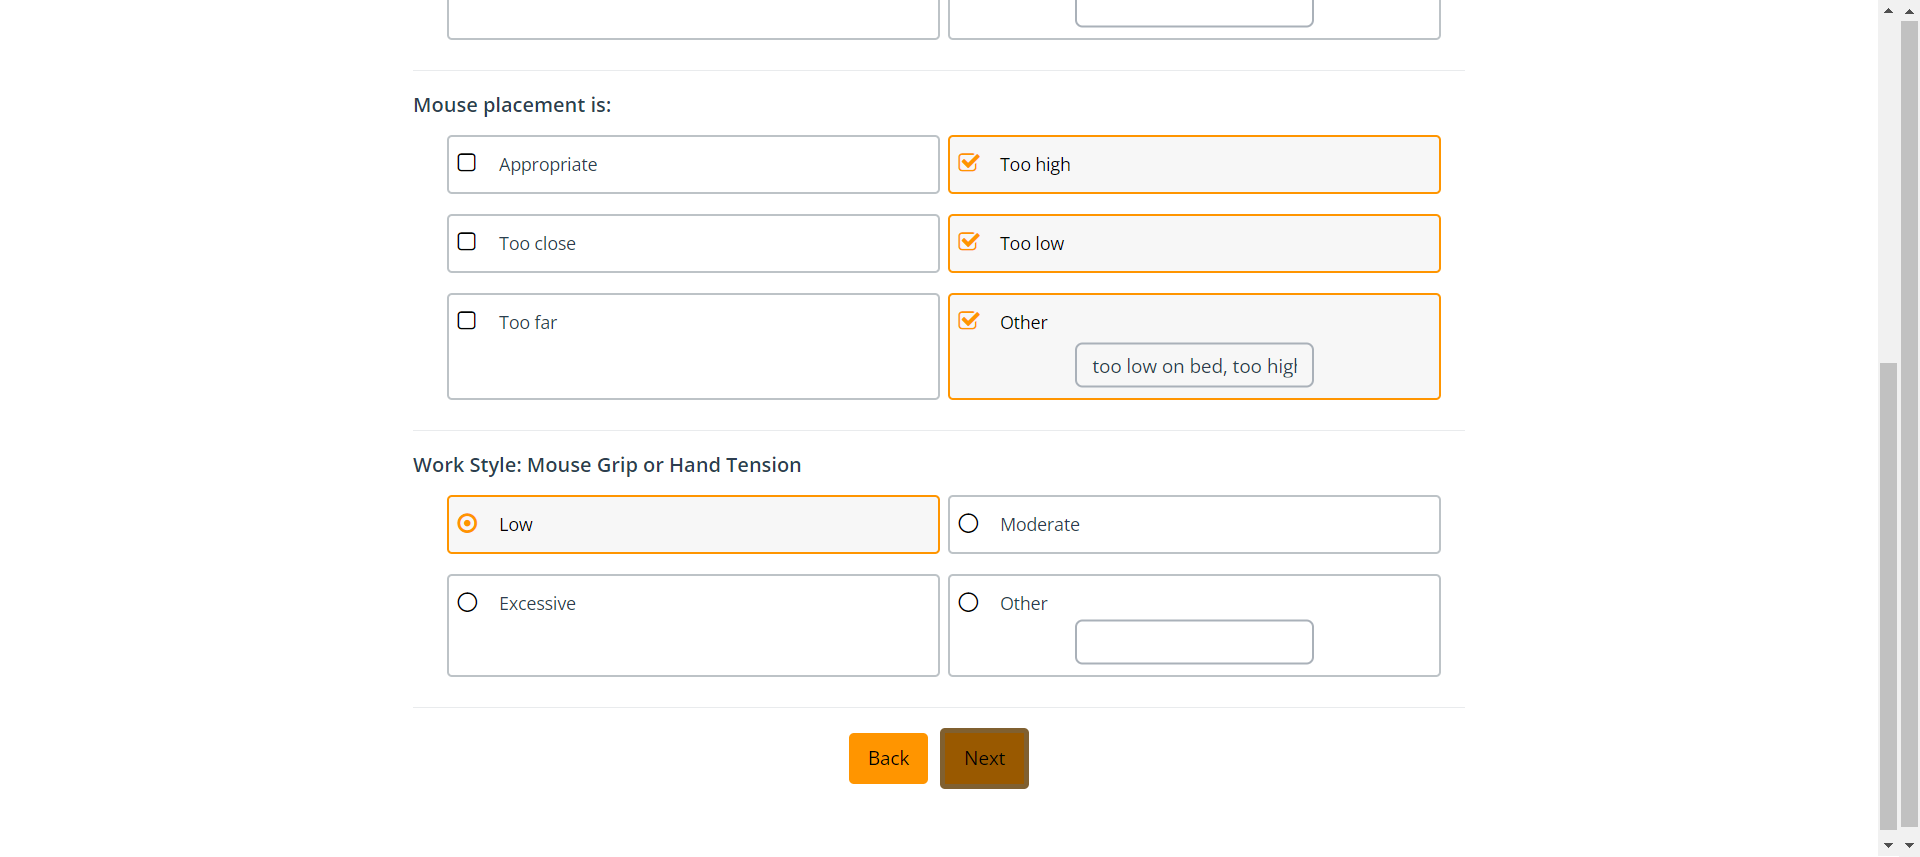 Mouse placement is:
Appropriate
Too high
Too close
Too low
Too far
Other
too low on bed, too high
Work Style: Mouse Grip or Hand Tension
Low
Moderate
Excessive
Other
Back
Next